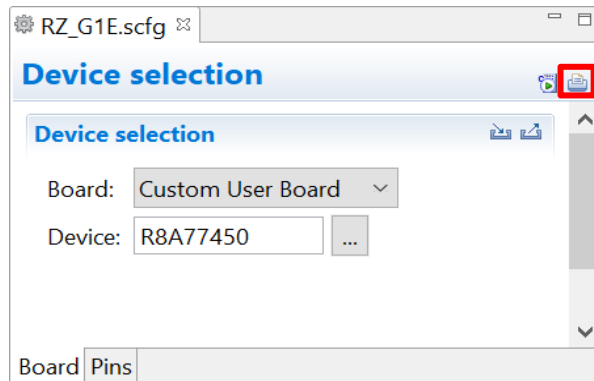 RZ_G1E.scfg
Device selection
Device selection
Board: Custom User Board
Device: R8A77450 ...
Board Pins